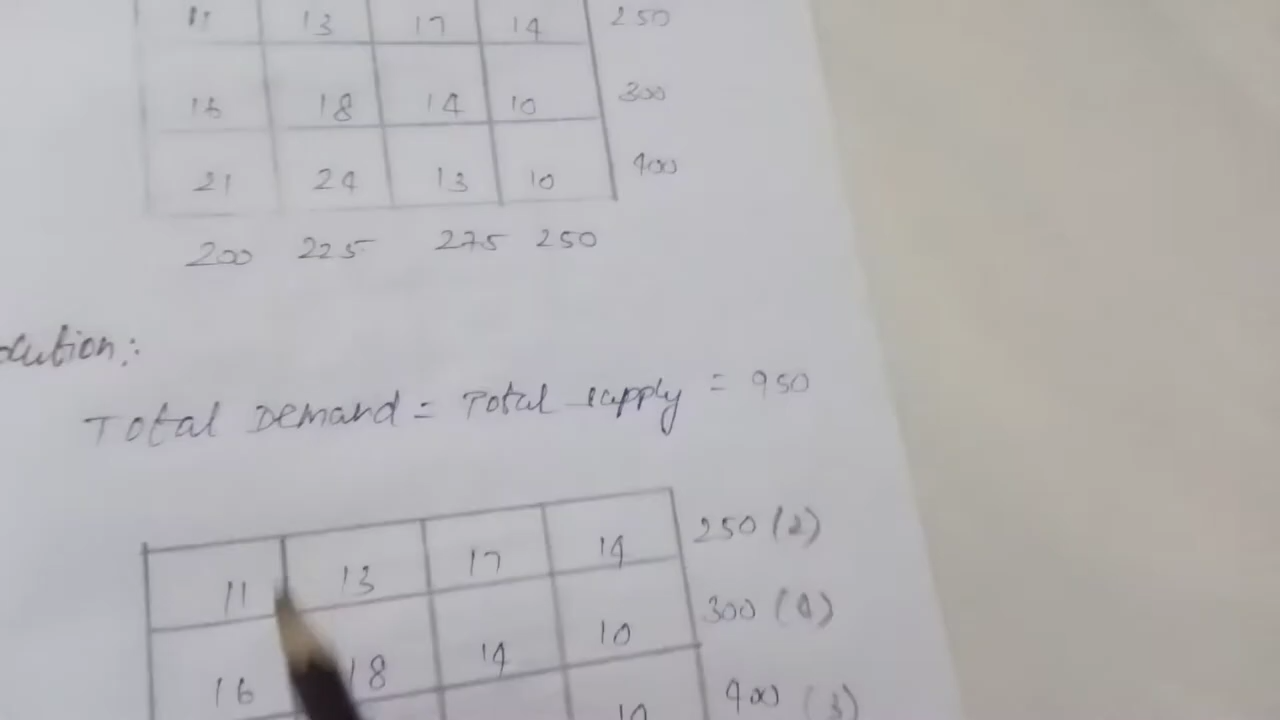 11 13 17 14 250
16 18 14 10 300
21 24 13 10 400
200 225 275 250
olution:
Total Demand = Total supply = 950
11 13 17 14 250 (2)
16 18 14 10 300 (4)
10 400 (3)